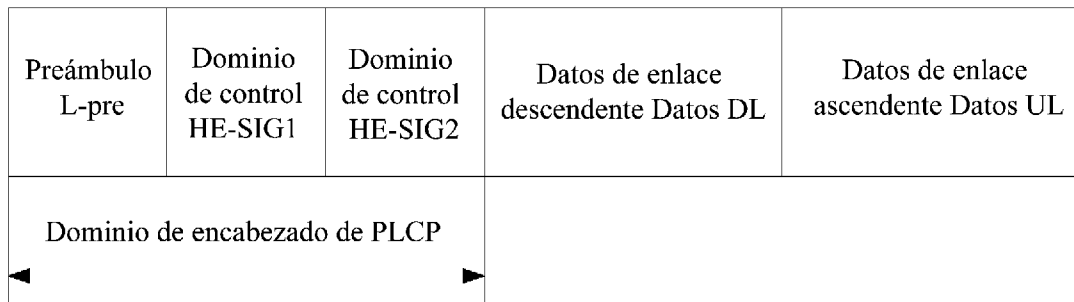 Preámbulo
L-pre
Dominio
de control
HE-SIG1
Dominio
de control
HE-SIG2
Datos de enlace
descendente Datos DL
Datos de enlace
ascendente Datos UL
Dominio de encabezado de PLCP